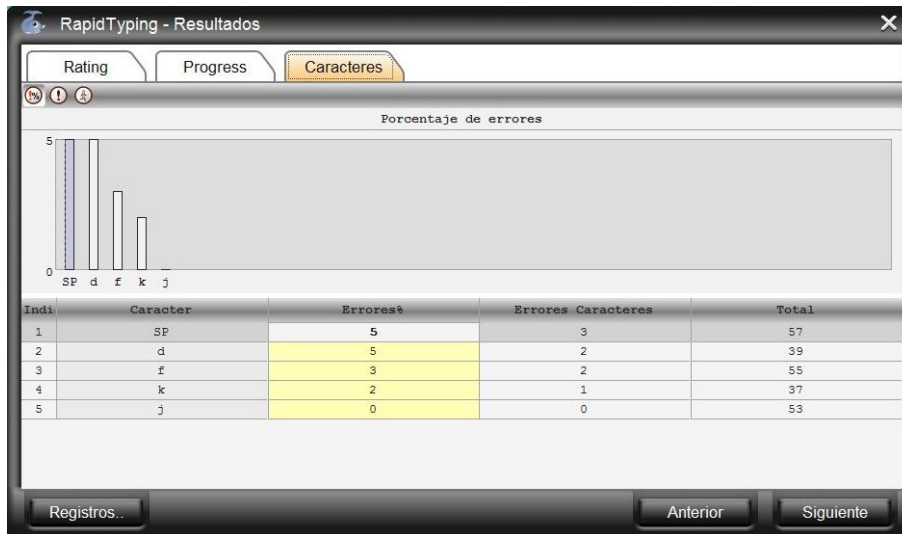 RapidTyping - Resultados
Rating Progress Caracteres
Porcentaje de errores
5
0
SP d f k j
Indi Caracter Errores% Errores Caracteres Total
1 SP 5 3 57
2 d 5 2 39
3 f 3 2 55
4 k 2 1 37
5 j 0 0 53
Registros.. Anterior Siguiente